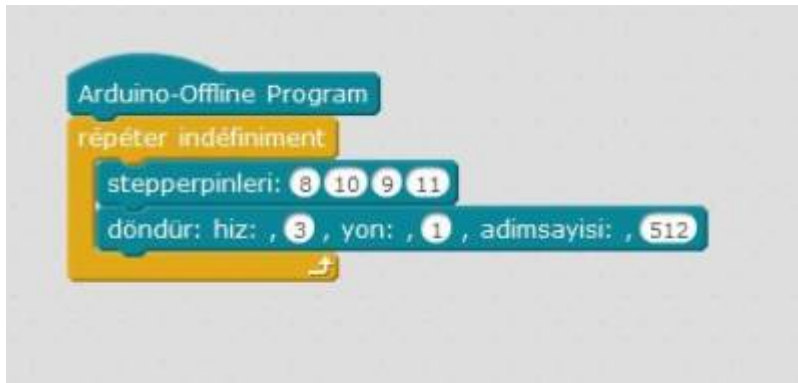 Arduino-Offline Program
répéter indéfiniment
stepperpinleri: 8 10 9 11
döndür: hiz: , 3 , yon: , 1 , adimsayisi: , 512